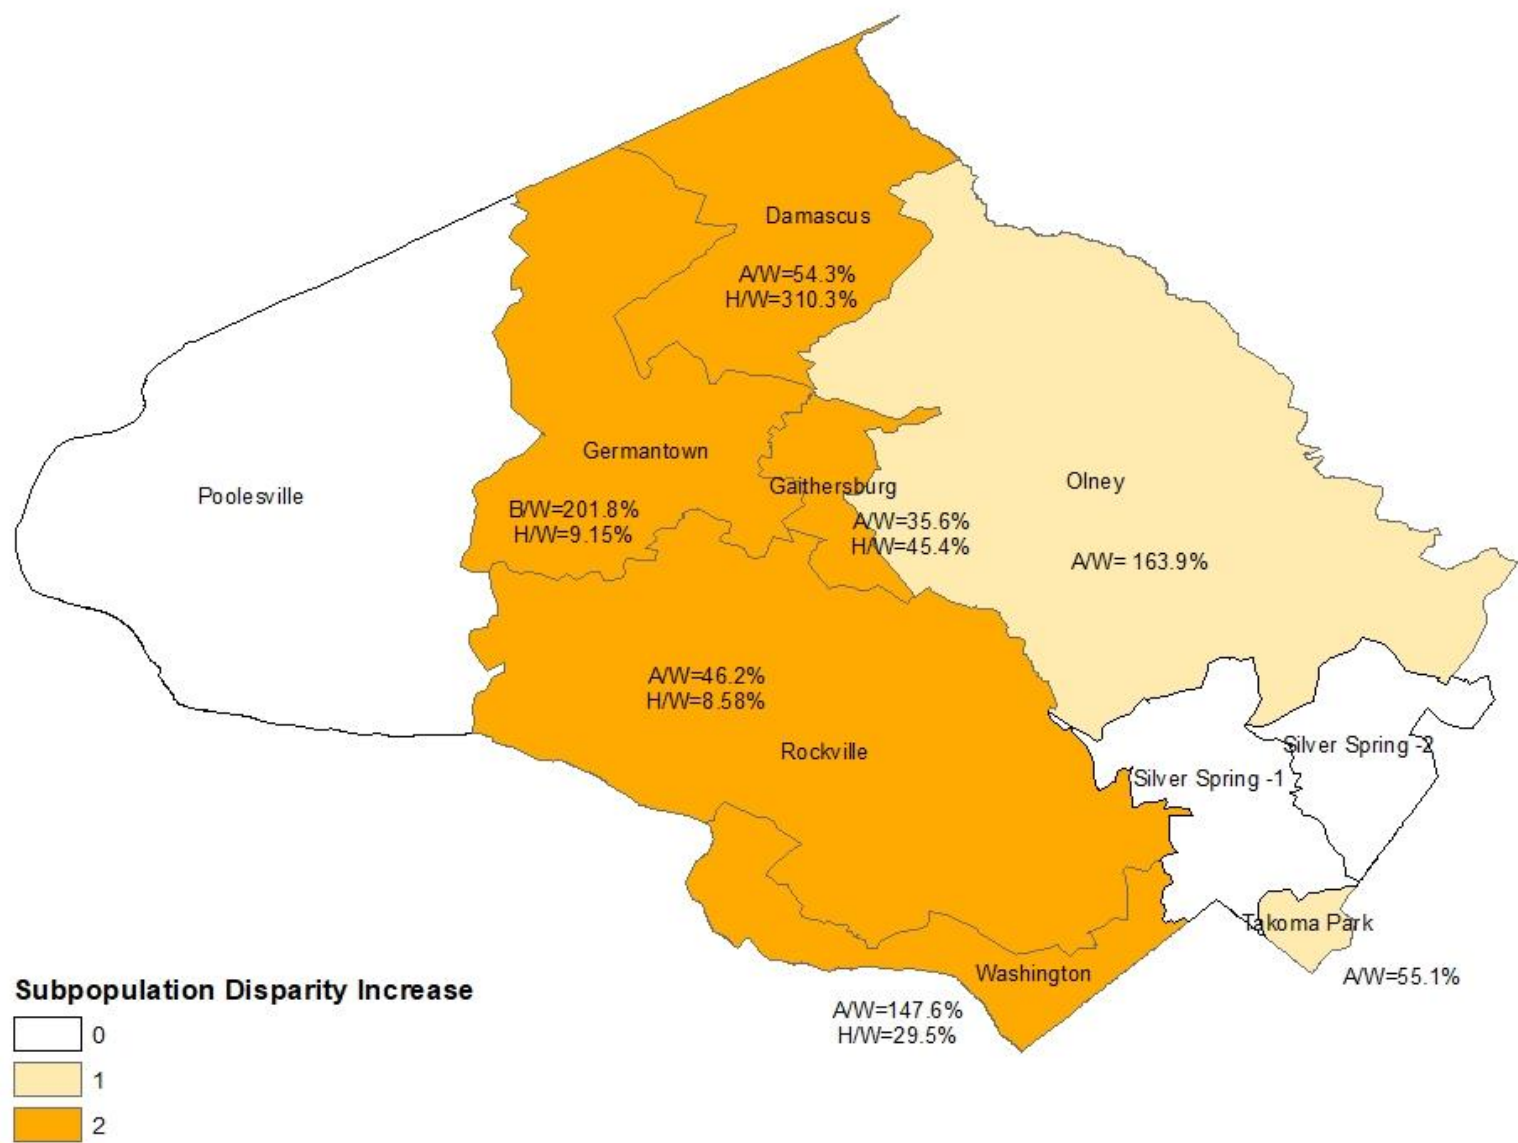 Damascus
A/W=54.3%
H/W=310.3%
Germantown
B/W=201.8%
H/W=9.15%
Gaithersburg
A/W=35.6%
H/W=45.4%
Poolesville
Olney
A/W= 163.9%
A/W=46.2%
H/W=8.58%
Rockville
Silver Spring -2
Silver Spring -1
Takoma Park
A/W=55.1%
Washington
A/W=147.6%
H/W=29.5%
Subpopulation Disparity Increase
0
1
2